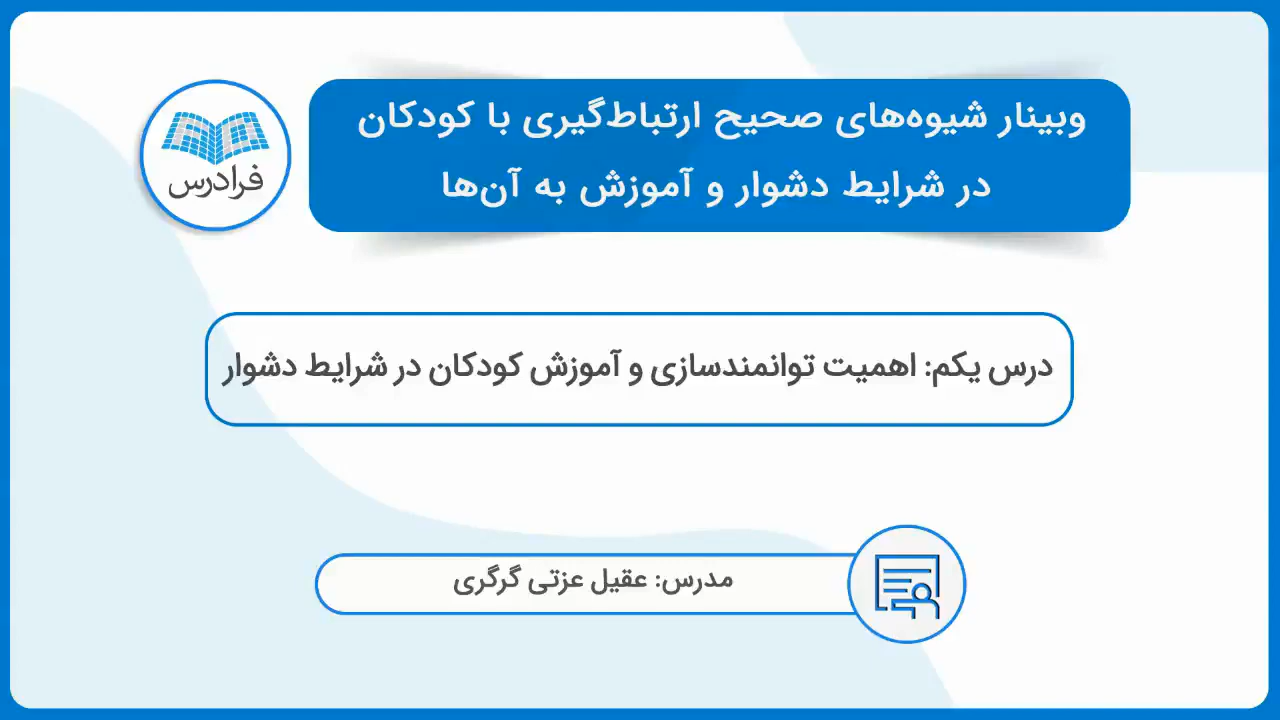 وبینار شیوه‌های صحیح ارتباط‌گیری با کودکان
در شرایط دشوار و آموزش به آن‌ها
فرادرس
درس یکم: اهمیت توانمندسازی و آموزش کودکان در شرایط دشوار
مدرس: عقیل عزتی گرگری